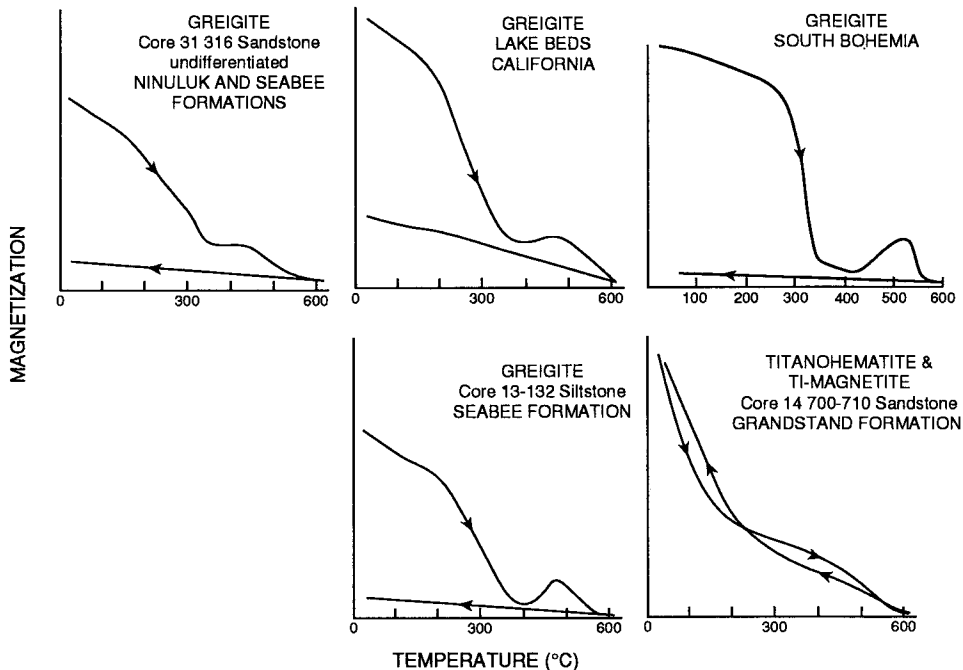 GREIGITE
Core 31 316 Sandstone
undifferentiated
NINULUK AND SEABEE
FORMATIONS
0
300
600
GREIGITE
LAKE BEDS
CALIFORNIA
0
300
600
GREIGITE
SOUTH BOHEMIA
100
200
300
400
500
600
MAGNETIZATION
GREIGITE
Core 13-132 Siltstone
SEABEE FORMATION
0
300
600
TITANOHEMATITE &
TI-MAGNETITE
Core 14 700-710 Sandstone
GRANDSTAND FORMATION
0
300
600
TEMPERATURE (°C)